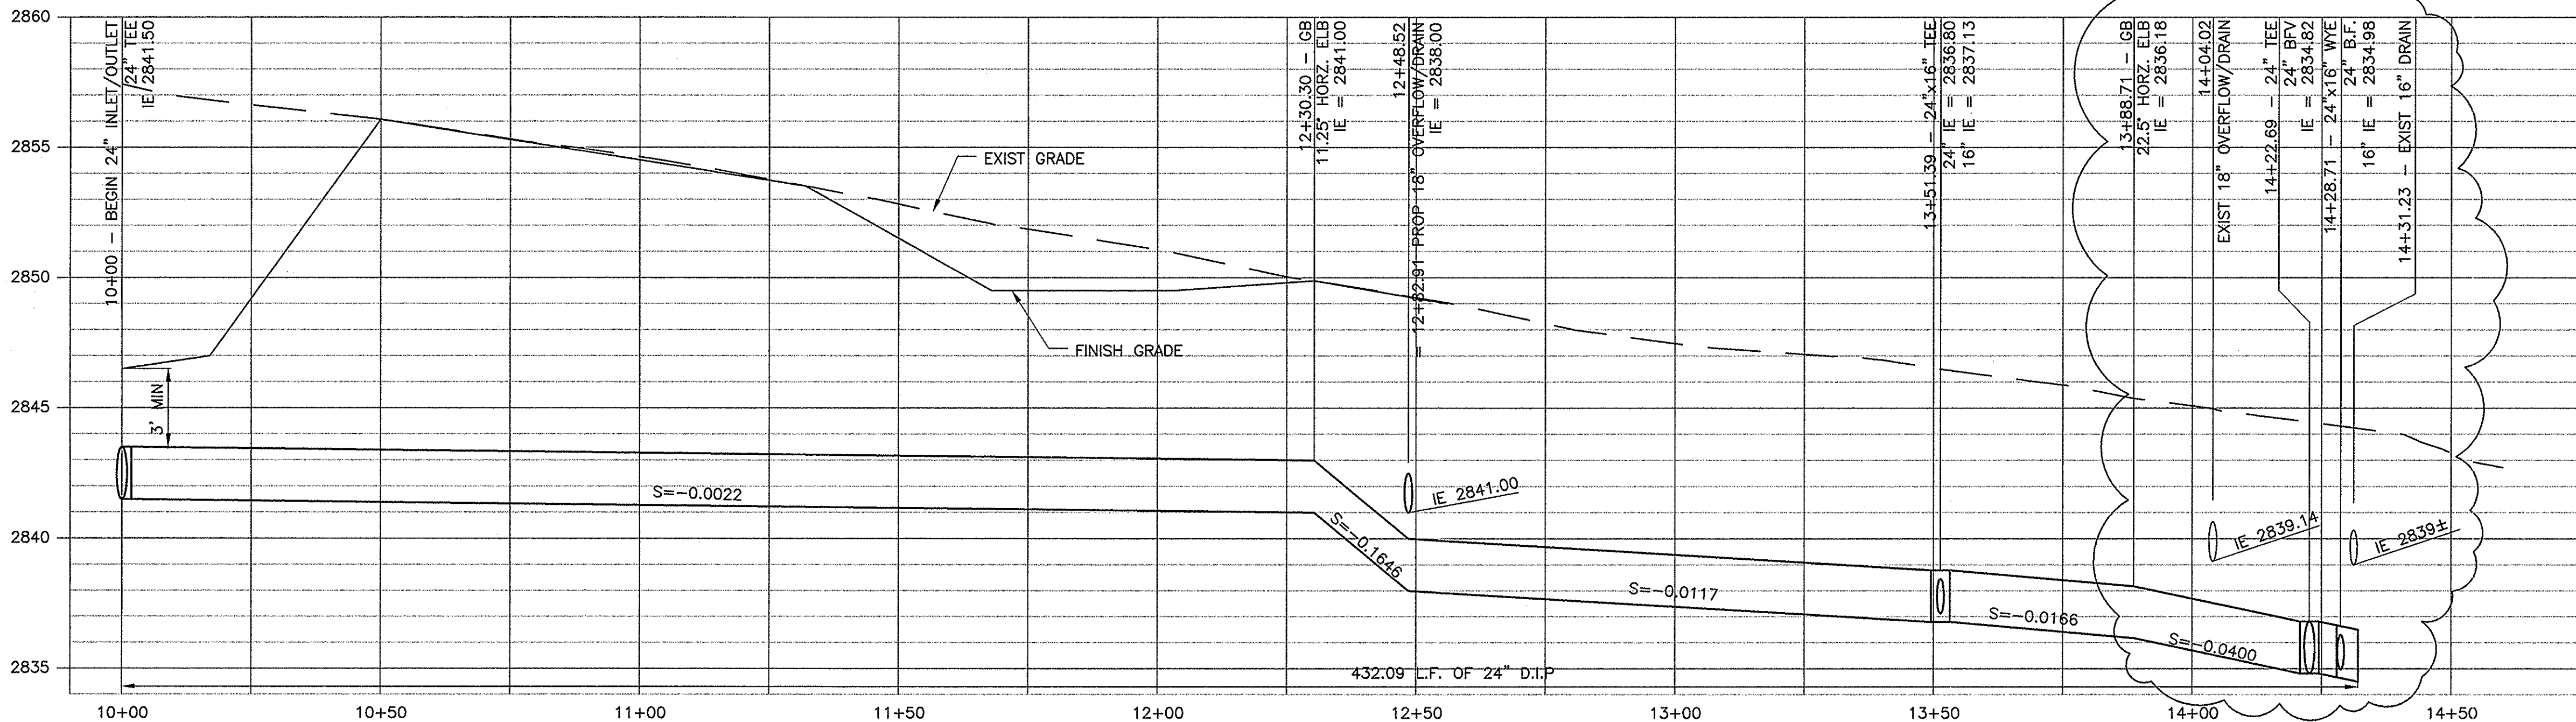 2860
2855
2850
2845
2840
2835
10+00 - BEGIN 24" INLET/OUTLET
24" TEE
IE 2841.50
12+30.30 - GB
11.25° HORZ. ELB
IE = 2841.00
12+48.52
= 12+82.91 PROP 18" OVERFLOW/DRAIN
IE = 2838.00
13+51.39 - 24"x16" TEE
24" IE = 2836.80
16" IE = 2837.13
13+88.71 - GB
22.5° HORZ. ELB
IE = 2836.18
14+04.02
EXIST 18" OVERFLOW/DRAIN
14+22.69 - 24" TEE
24" BFV
IE = 2834.82
14+28.71 - 24"x16" WYE
24" B.F.
16" IE = 2834.98
14+31.23 - EXIST 16" DRAIN
EXIST GRADE
FINISH GRADE
3' MIN
S=-0.0022
S=-0.1646
IE 2841.00
S=-0.0117
S=-0.0166
S=-0.0400
IE 2839.14
IE 2839±
432.09 L.F. OF 24" D.I.P
10+00
10+50
11+00
11+50
12+00
12+50
13+00
13+50
14+00
14+50